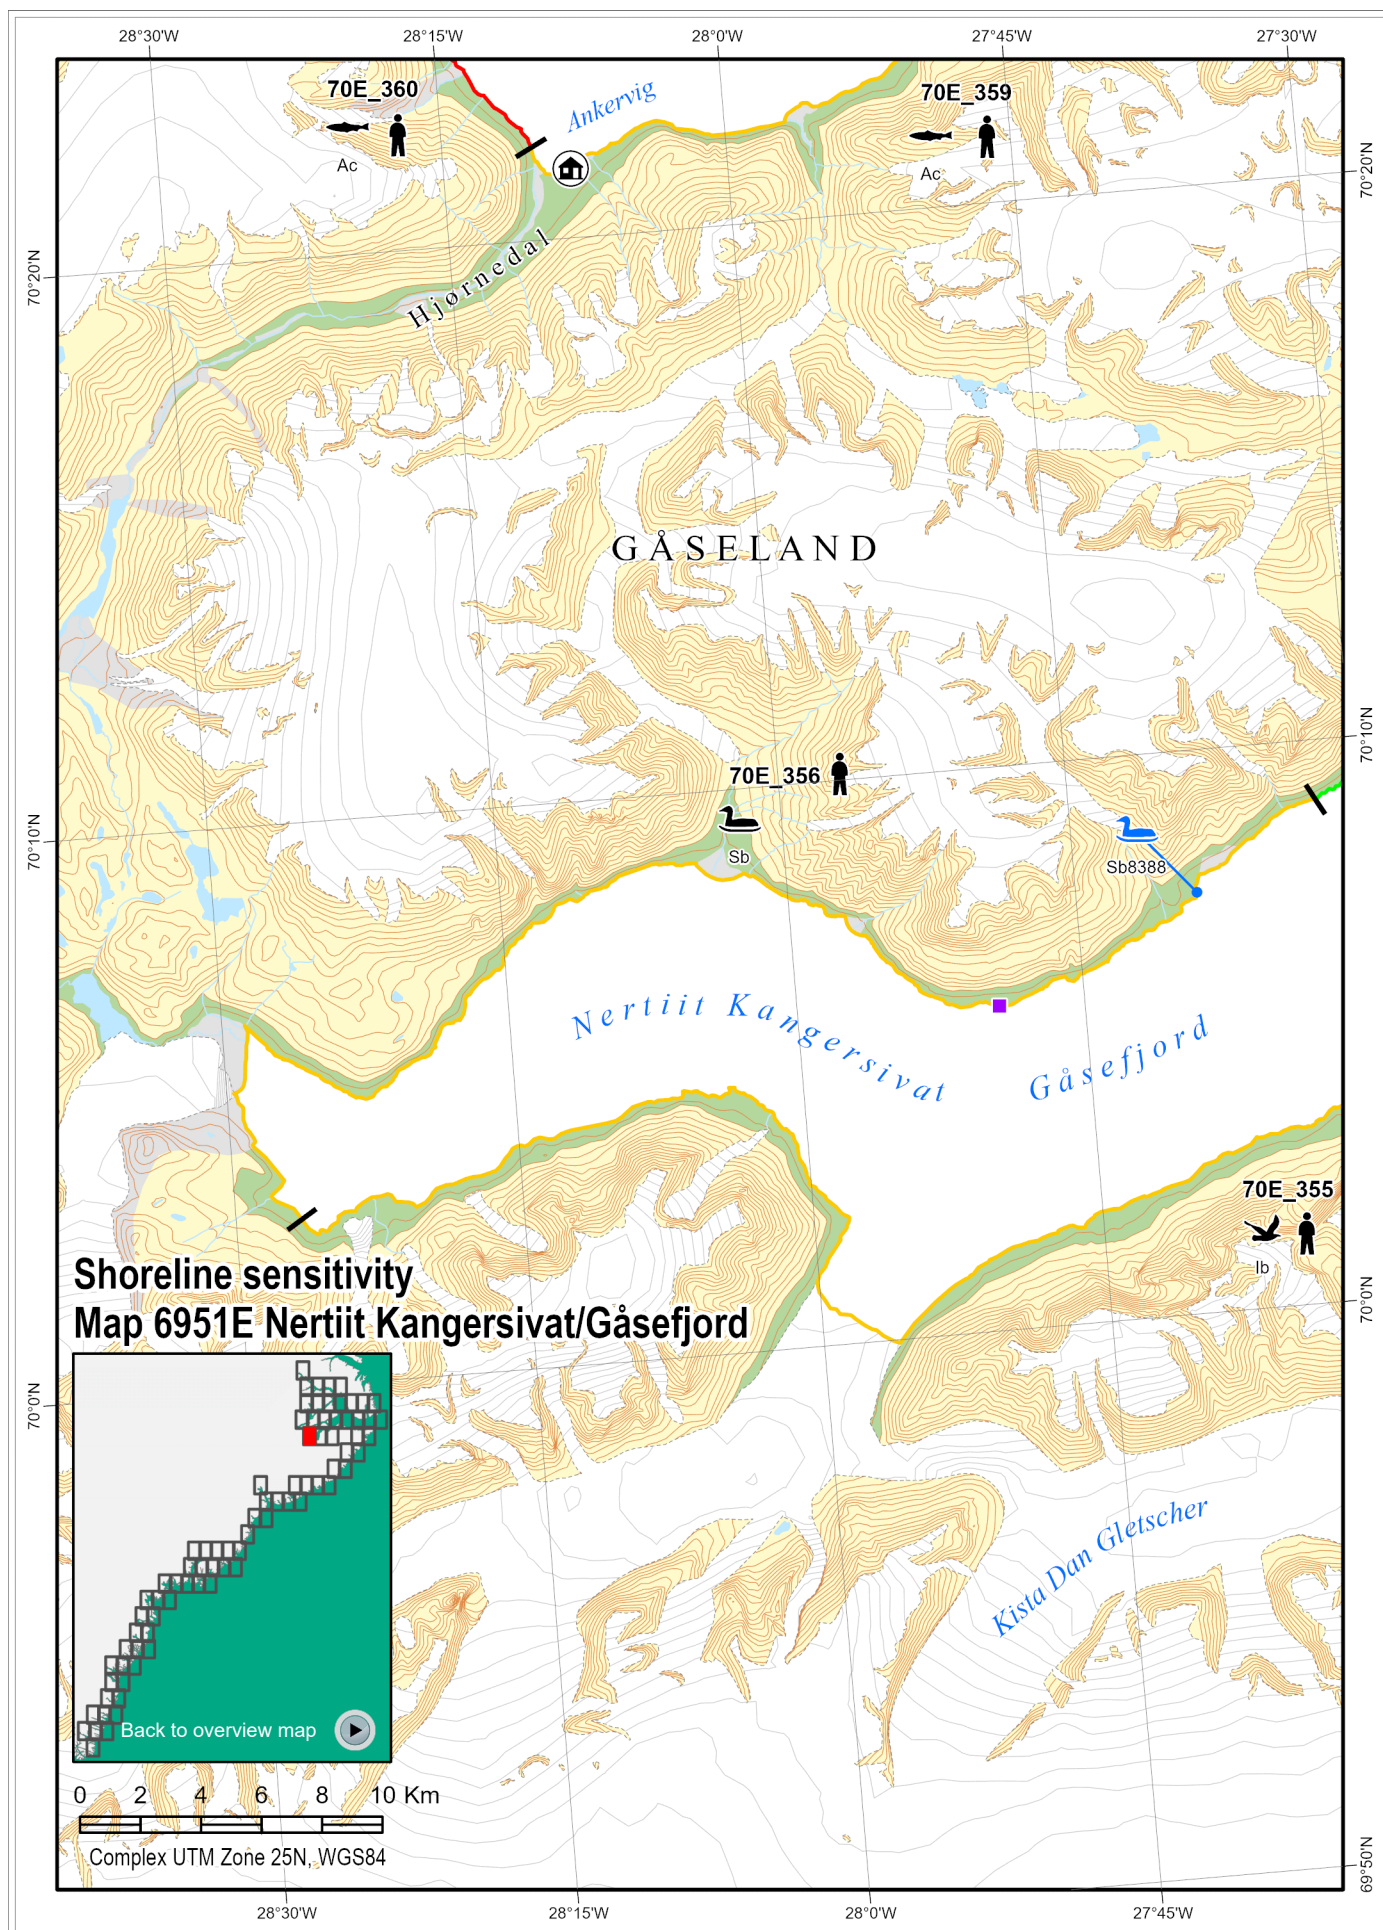 28°30'W 28°15'W 28°0'W 27°45'W 27°30'W
70E_360
Ac
Ankervig
70E_359
Ac
70°20'N
70°20'N
Hjørnedal
GÅSELAND
70°10'N
70°10'N
70E_356
Sb
Sb8388
Nertiit Kangersivat Gåsefjord
70E_355
Ib
70°0'N
70°0'N
Shoreline sensitivity
Map 6951E Nertiit Kangersivat/Gåsefjord
Back to overview map
Kista Dan Gletscher
0 2 4 6 8 10 Km
Complex UTM Zone 25N, WGS84
69°50'N
28°30'W 28°15'W 28°0'W 27°45'W